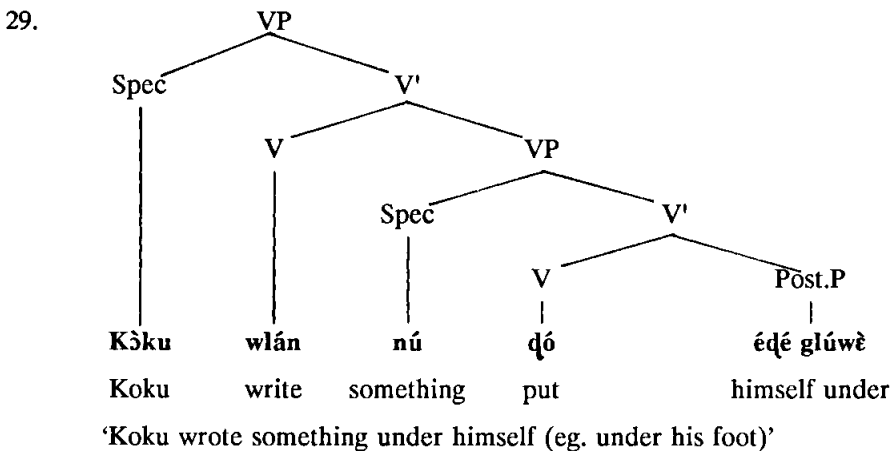 29.
VP
Spec V'
V VP
Spec V'
V Post.P
Kɔ̀ku wlán nú ɖó éɖé glúwɛ̀
Koku write something put himself under
‘Koku wrote something under himself (eg. under his foot)’